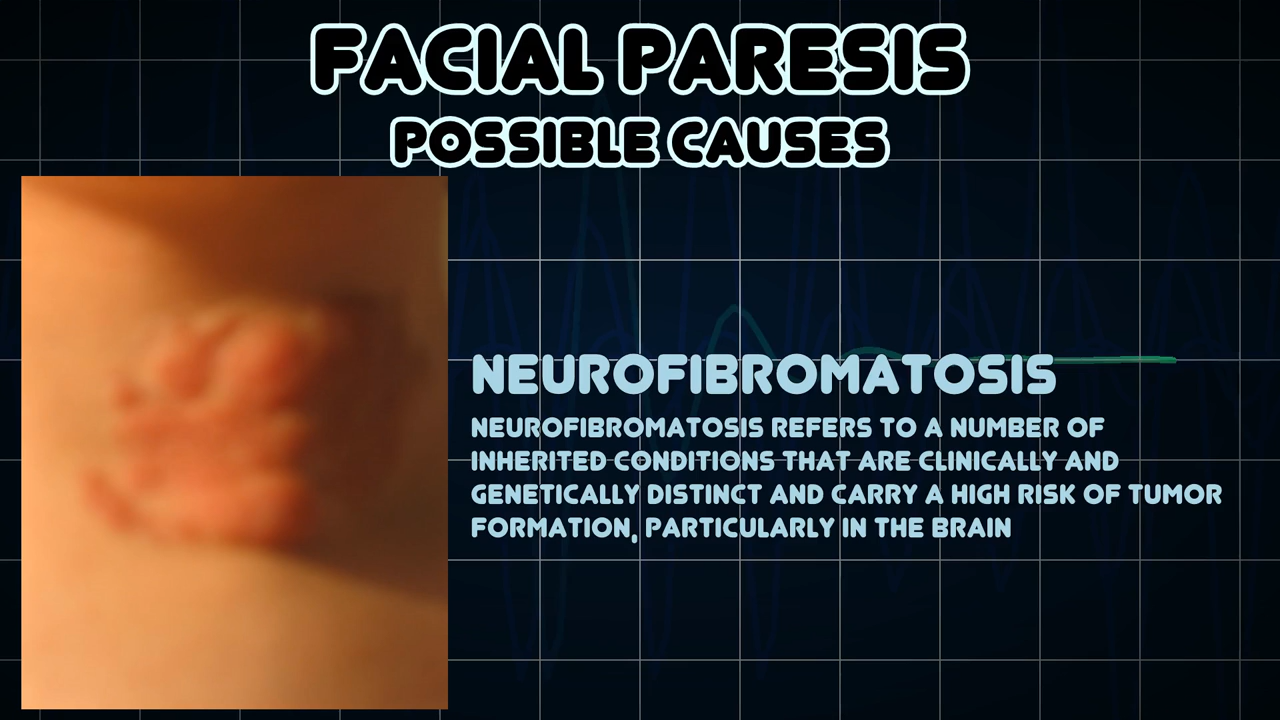 FACIAL PARESIS
POSSIBLE CAUSES
NEUROFIBROMATOSIS
NEUROFIBROMATOSIS REFERS TO A NUMBER OF
INHERITED CONDITIONS THAT ARE CLINICALLY AND
GENETICALLY DISTINCT AND CARRY A HIGH RISK OF TUMOR
FORMATION, PARTICULARLY IN THE BRAIN